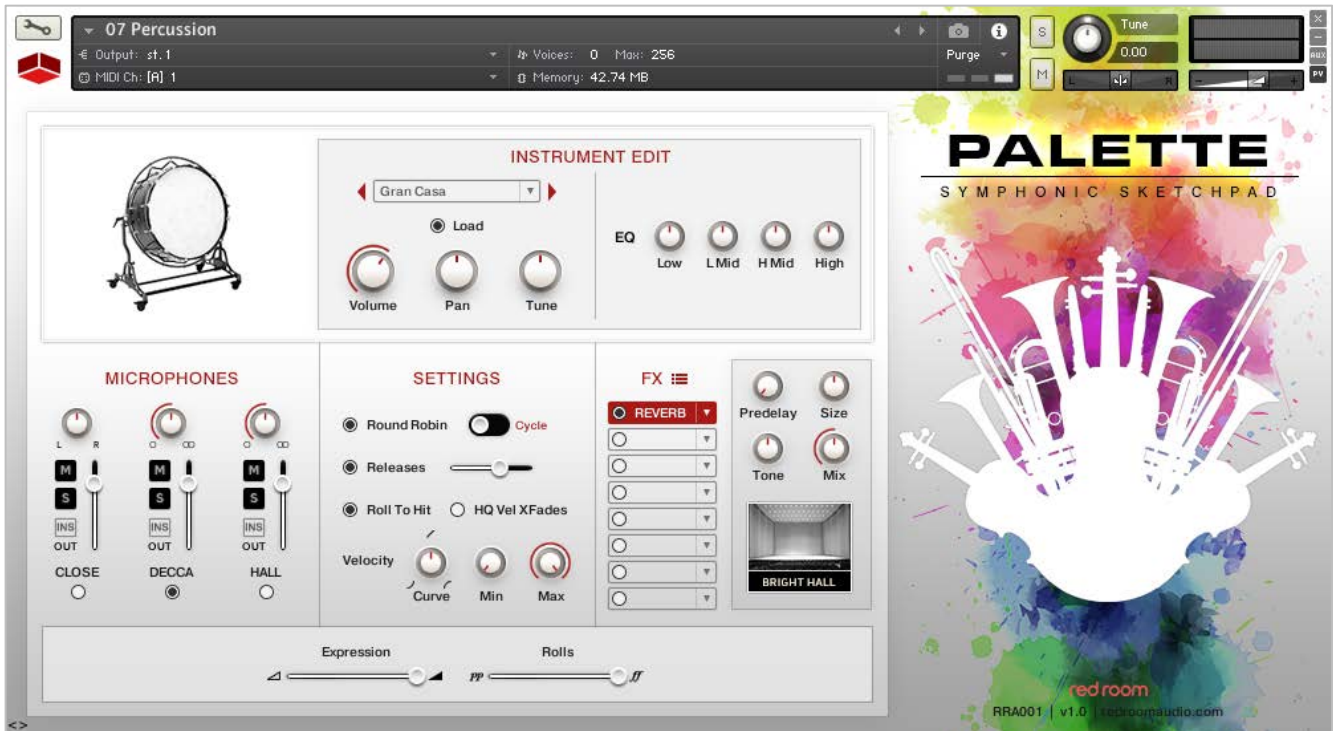 07 Percussion
Output: st.1
Voices: 0 Max: 256
Purge
MIDI Ch: [A] 1
Memory: 42.74 MB
S
M
Tune
0.00
L R
- +
×
-
AUX
PV
INSTRUMENT EDIT
Gran Casa
Load
Volume Pan Tune
EQ
Low L Mid H Mid High
MICROPHONES
L R
M M M
S S S
INS INS INS
OUT OUT OUT
CLOSE DECCA HALL
SETTINGS
Round Robin Cycle
Releases
Roll To Hit HQ Vel XFades
Velocity
Curve Min Max
FX
REVERB
Predelay Size
Tone Mix
BRIGHT HALL
Expression Rolls
pp ff
<>
PALETTE
SYMPHONIC SKETCHPAD
red room
RRA001 | v1.0 | redroomaudio.com